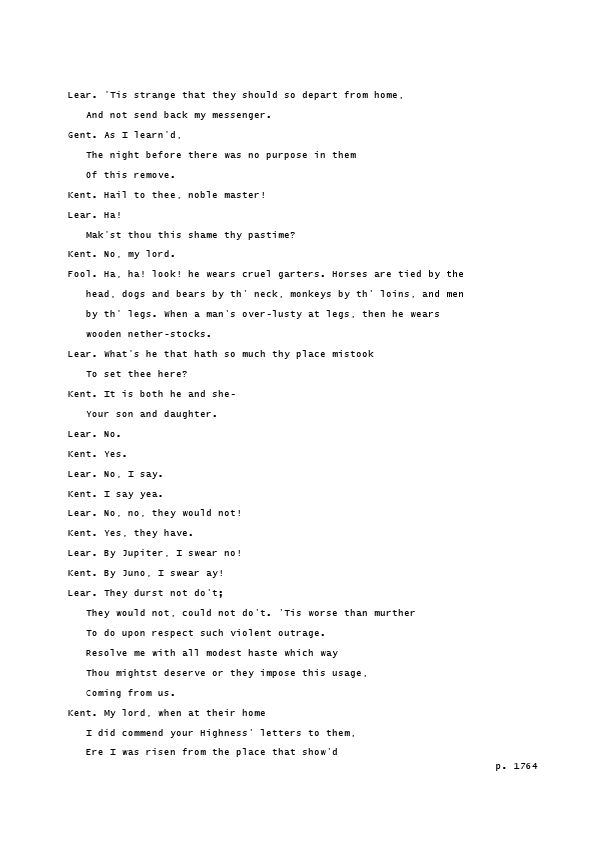 Lear. 'Tis strange that they should so depart from home,
And not send back my messenger.
Gent. As I learn'd,
The night before there was no purpose in them
Of this remove.
Kent. Hail to thee, noble master!
Lear. Ha!
Mak'st thou this shame thy pastime?
Kent. No, my lord.
Fool. Ha, ha! look! he wears cruel garters. Horses are tied by the
head, dogs and bears by th' neck, monkeys by th' loins, and men
by th' legs. When a man's over-lusty at legs, then he wears
wooden nether-stocks.
Lear. What's he that hath so much thy place mistook
To set thee here?
Kent. It is both he and she-
Your son and daughter.
Lear. No.
Kent. Yes.
Lear. No, I say.
Kent. I say yea.
Lear. No, no, they would not!
Kent. Yes, they have.
Lear. By Jupiter, I swear no!
Kent. By Juno, I swear ay!
Lear. They durst not do't;
They would not, could not do't. 'Tis worse than murther
To do upon respect such violent outrage.
Resolve me with all modest haste which way
Thou mightst deserve or they impose this usage,
Coming from us.
Kent. My lord, when at their home
I did commend your Highness' letters to them,
Ere I was risen from the place that show'd
p. 1764